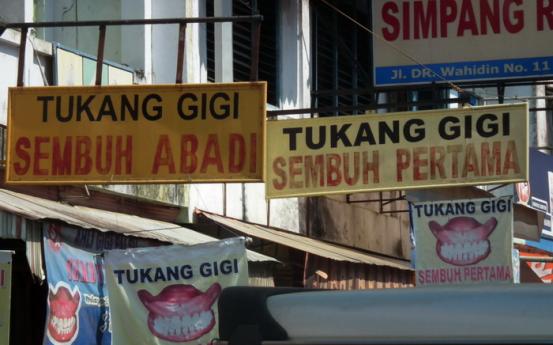 SIMPANG
Jl. DR. Wahidin No. 11
TUKANG GIGI
SEMBUH ABADI
TUKANG GIGI
SEMBUH PERTAMA
TUKANG GIGI
SEMBUH PERTAMA
TUKANG GIGI